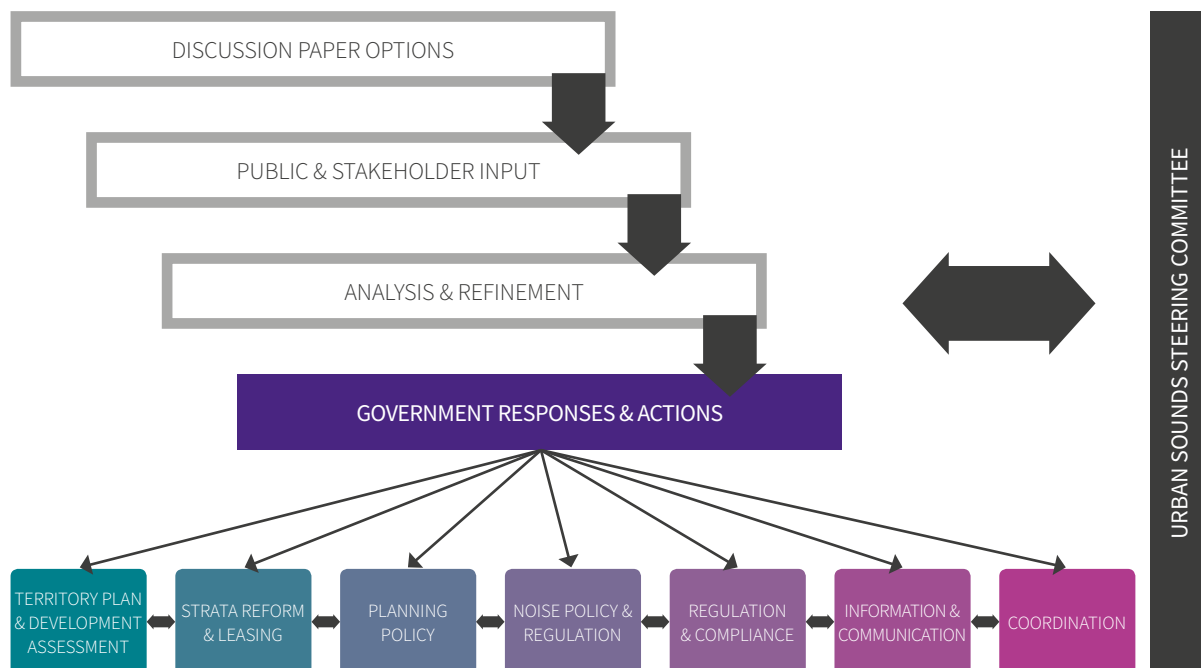 DISCUSSION PAPER OPTIONS
PUBLIC & STAKEHOLDER INPUT
ANALYSIS & REFINEMENT
GOVERNMENT RESPONSES & ACTIONS
TERRITORY PLAN
& DEVELOPMENT
ASSESSMENT
STRATA REFORM
& LEASING
PLANNING
POLICY
NOISE POLICY &
REGULATION
REGULATION
& COMPLIANCE
INFORMATION &
COMMUNICATION
COORDINATION
URBAN SOUNDS STEERING COMMITTEE